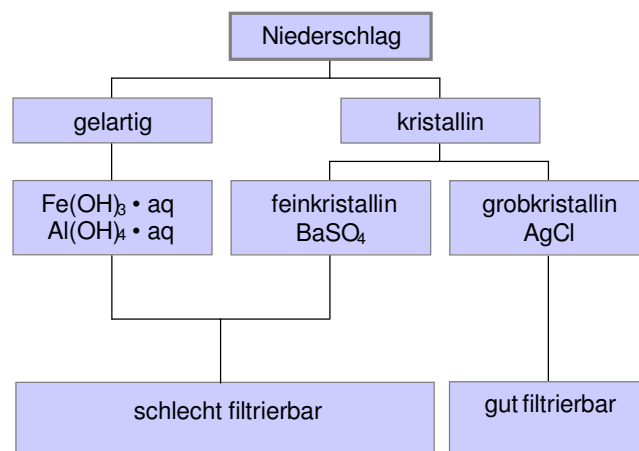 Niederschlag
gelartig
kristallin
Fe(OH)₃ • aq
Al(OH)₄ • aq
feinkristallin
BaSO₄
grobkristallin
AgCl
schlecht filtrierbar
gut filtrierbar